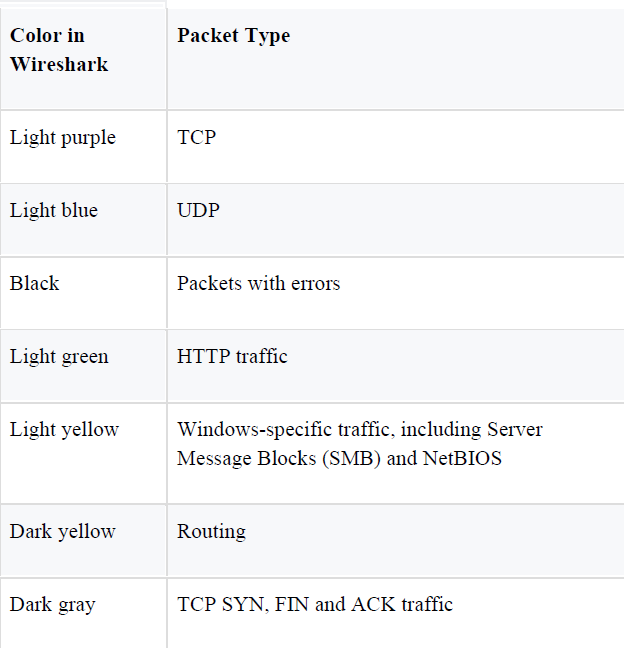 Color in
Wireshark
Packet Type
Light purple
TCP
Light blue
UDP
Black
Packets with errors
Light green
HTTP traffic
Light yellow
Windows-specific traffic, including Server
Message Blocks (SMB) and NetBIOS
Dark yellow
Routing
Dark gray
TCP SYN, FIN and ACK traffic